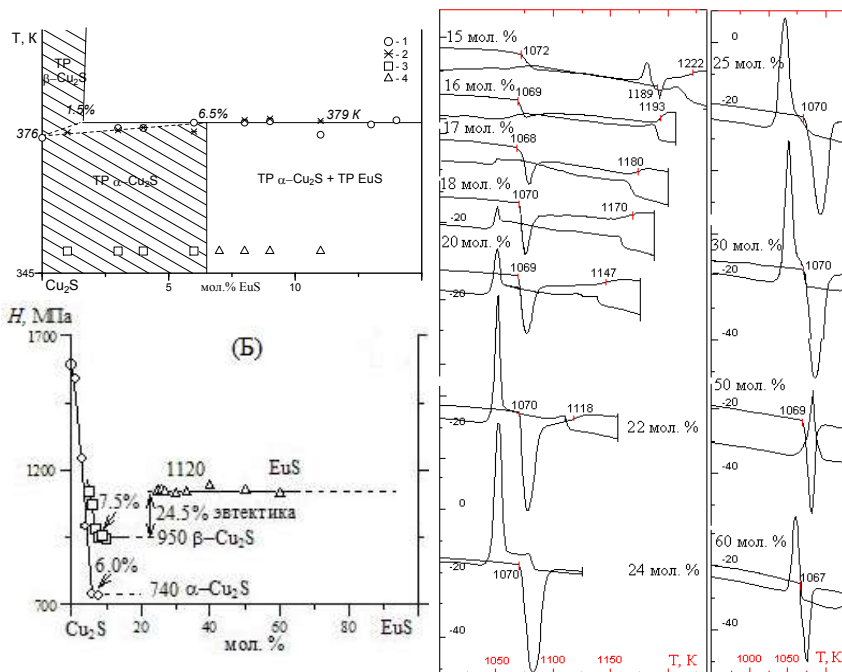 Т, К
ТР
β-Cu₂S
1.5%
6.5%
379 K
376
ТР α-Cu₂S
ТР α-Cu₂S + ТР EuS
○ - 1
× - 2
□ - 3
△ - 4
345
Cu₂S
5
мол.% EuS
10
H, МПа
1700
(Б)
1200
1120
EuS
7.5%
24.5% эвтектика
950 β-Cu₂S
6.0%
740 α-Cu₂S
700
Cu₂S
40
80
EuS
мол. %
15 мол. %
1072
1222
1189
16 мол. %
1069
1193
17 мол. %
1068
1180
18 мол. %
1070
1170
-20
20 мол. %
1069
1147
-20
1070
1118
-20
22 мол. %
0
1070
-20
24 мол. %
-40
1050
1100
1150
Т, К
0
25 мол. %
-20
1070
30 мол. %
-20
1070
-40
50 мол. %
-20
1069
-40
60 мол. %
-20
1067
-40
1000
1050
Т, К